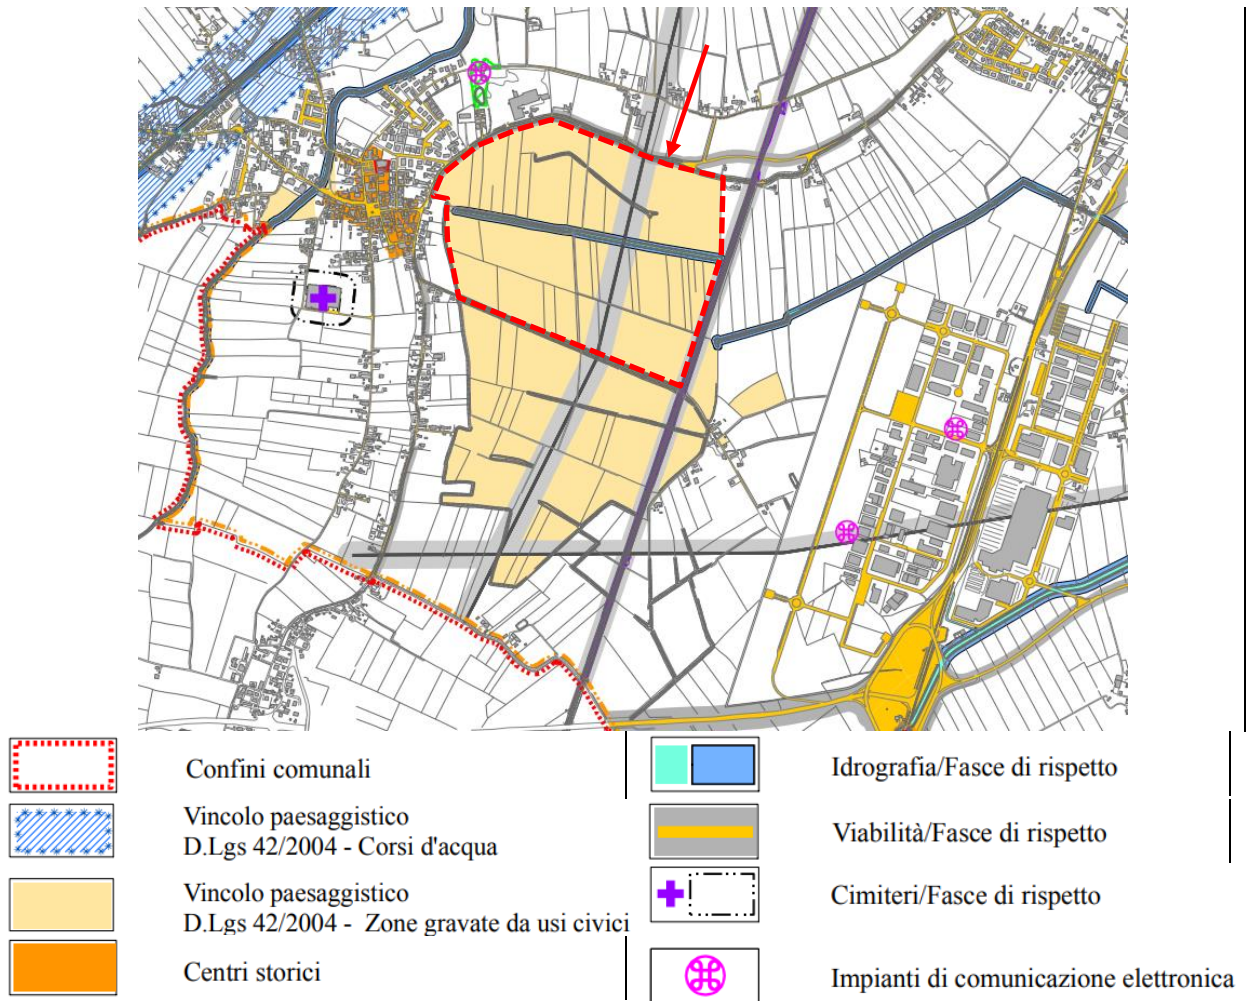 Confini comunali
Vincolo paesaggistico
D.Lgs 42/2004 - Corsi d'acqua
Vincolo paesaggistico
D.Lgs 42/2004 - Zone gravate da usi civici
Centri storici
Idrografia/Fasce di rispetto
Viabilità/Fasce di rispetto
Cimiteri/Fasce di rispetto
Impianti di comunicazione elettronica